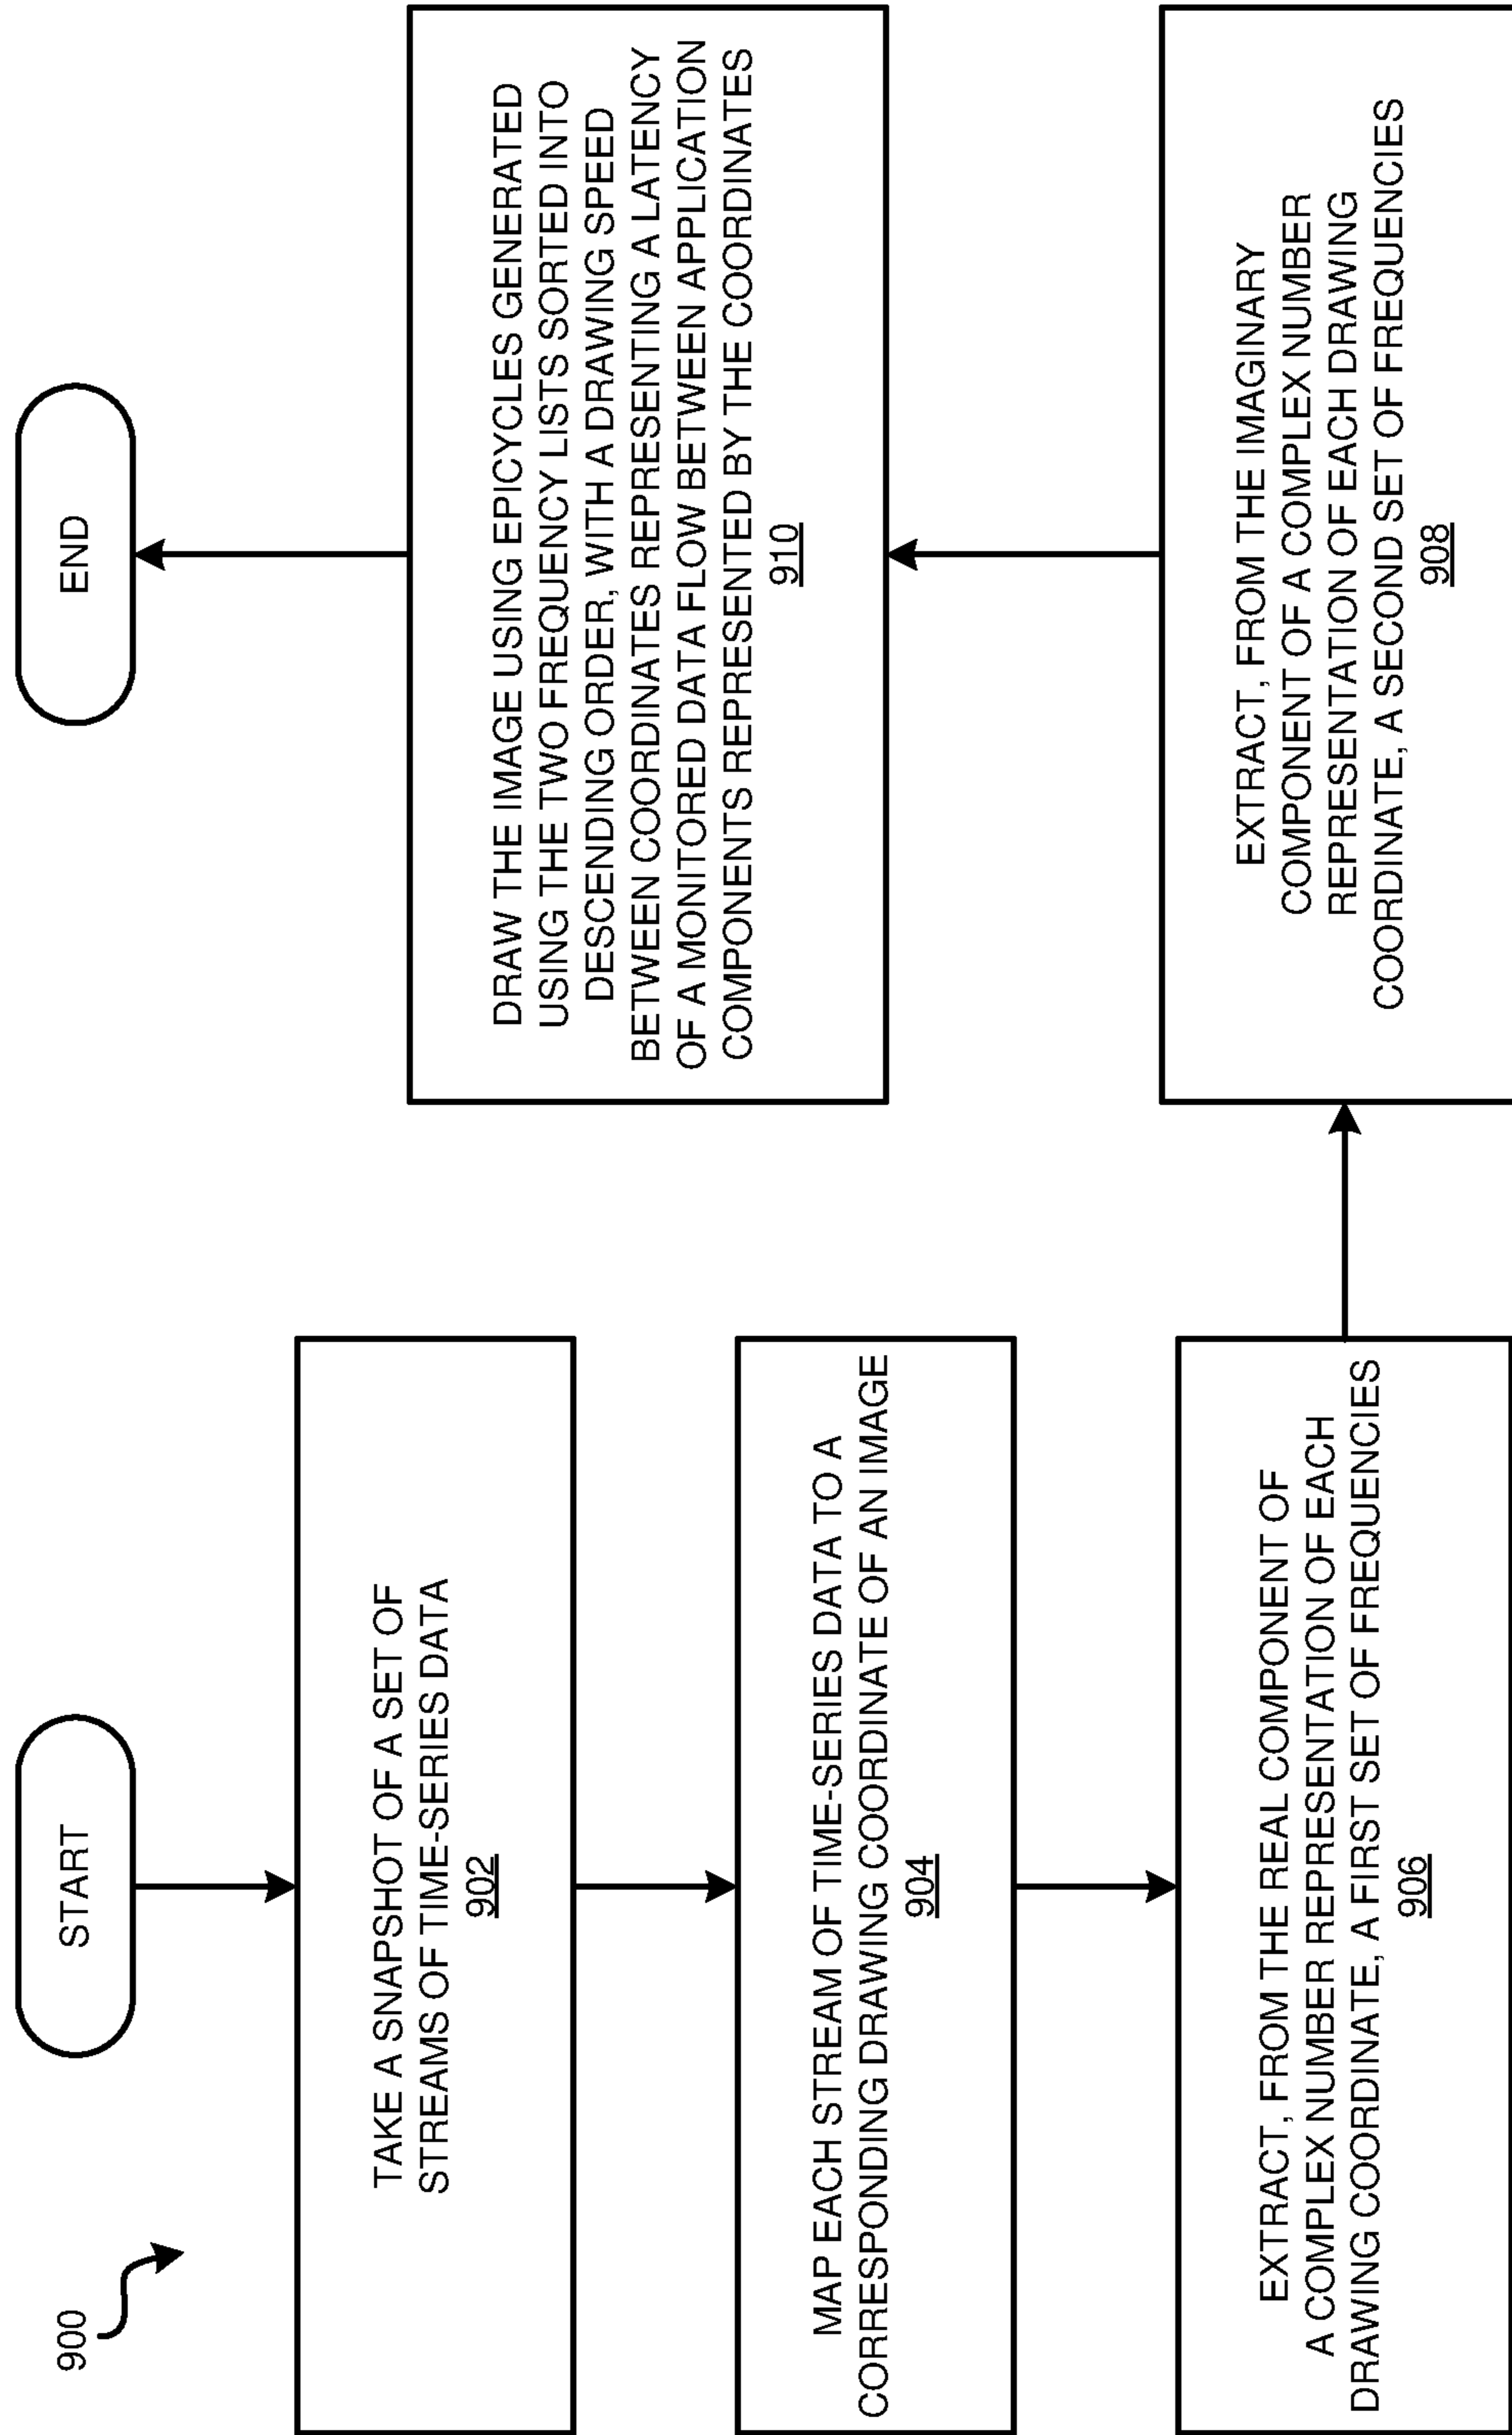 900
START
TAKE A SNAPSHOT OF A SET OF
STREAMS OF TIME-SERIES DATA
902
MAP EACH STREAM OF TIME-SERIES DATA TO A
CORRESPONDING DRAWING COORDINATE OF AN IMAGE
904
EXTRACT, FROM THE REAL COMPONENT OF
A COMPLEX NUMBER REPRESENTATION OF EACH
DRAWING COORDINATE, A FIRST SET OF FREQUENCIES
906
EXTRACT, FROM THE IMAGINARY
COMPONENT OF A COMPLEX NUMBER
REPRESENTATION OF EACH DRAWING
COORDINATE, A SECOND SET OF FREQUENCIES
908
DRAW THE IMAGE USING EPICYCLES GENERATED
USING THE TWO FREQUENCY LISTS SORTED INTO
DESCENDING ORDER, WITH A DRAWING SPEED
BETWEEN COORDINATES REPRESENTING A LATENCY
OF A MONITORED DATA FLOW BETWEEN APPLICATION
COMPONENTS REPRESENTED BY THE COORDINATES
910
END